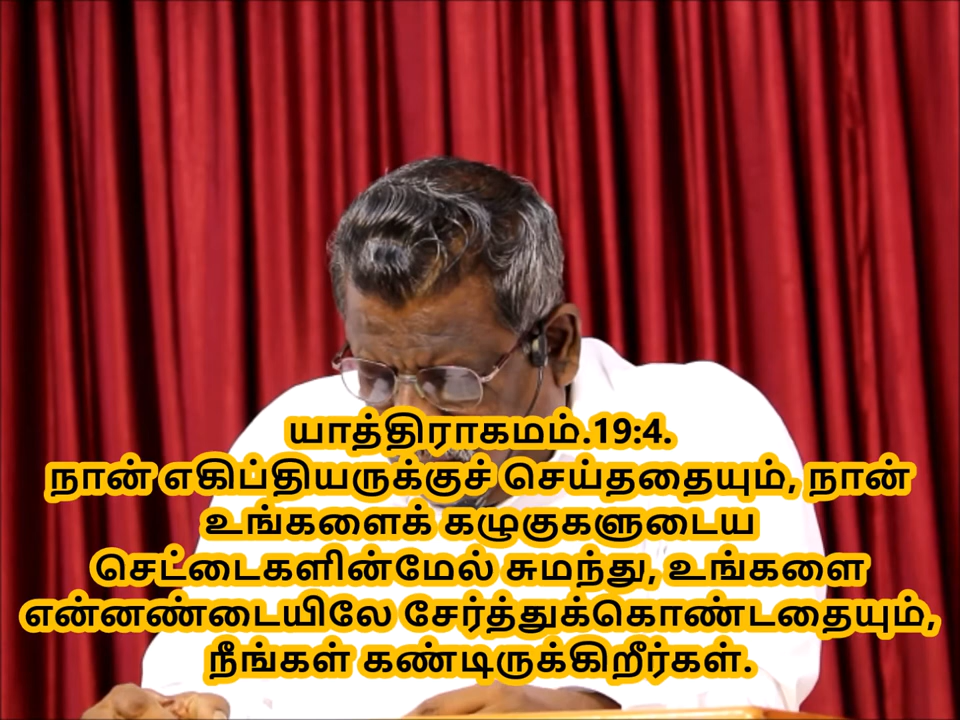 யாத்திராகமம்.19:4.
நான் எகிப்தியருக்குச் செய்ததையும், நான்
உங்களைக் கழுகுகளுடைய
செட்டைகளின்மேல் சுமந்து, உங்களை
என்னண்டையிலே சேர்த்துக்கொண்டதையும்,
நீங்கள் கண்டிருக்கிறீர்கள்.